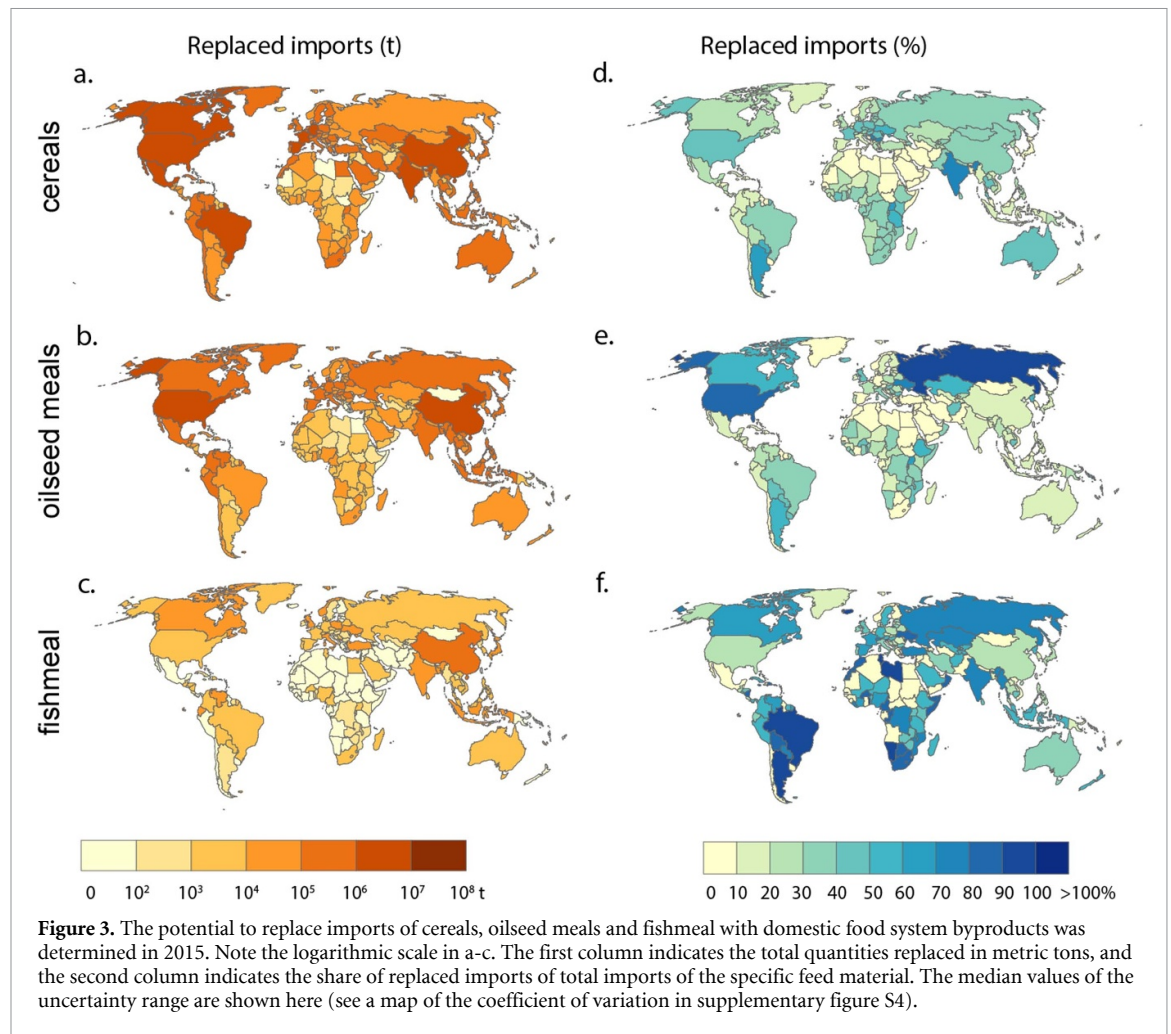 Replaced imports (t)
Replaced imports (%)
a.
d.
cereals
b.
e.
oilseed meals
c.
f.
fishmeal
0 10² 10³ 10⁴ 10⁵ 10⁶ 10⁷ 10⁸ t
0 10 20 30 40 50 60 70 80 90 100 >100%
Figure 3. The potential to replace imports of cereals, oilseed meals and fishmeal with domestic food system byproducts was
determined in 2015. Note the logarithmic scale in a-c. The first column indicates the total quantities replaced in metric tons, and
the second column indicates the share of replaced imports of total imports of the specific feed material. The median values of the
uncertainty range are shown here (see a map of the coefficient of variation in supplementary figure S4).